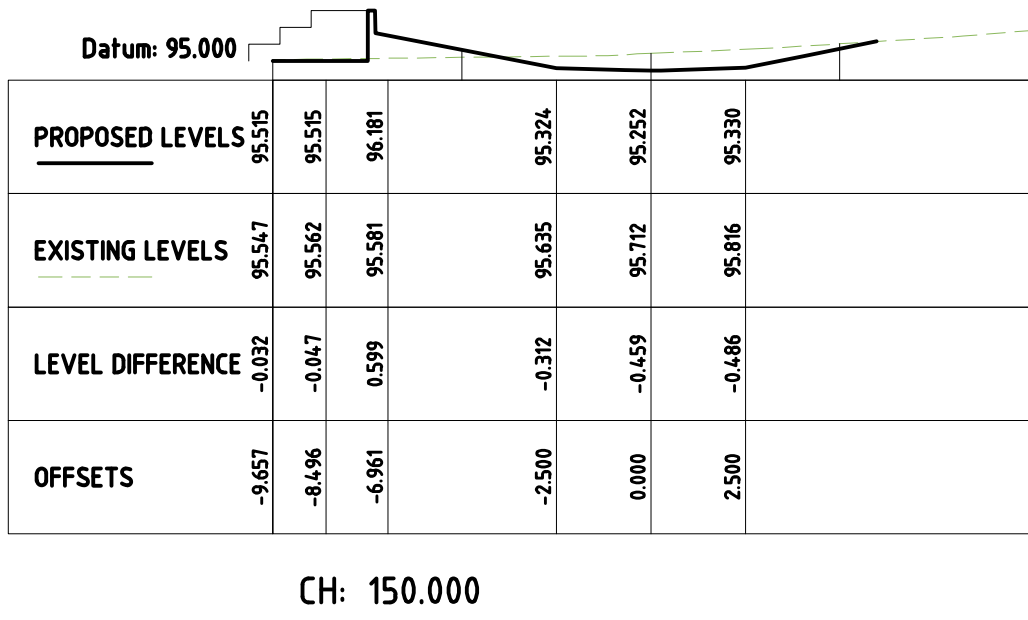 Datum: 95.000
PROPOSED LEVELS 95.515 95.515 96.181 95.324 95.252 95.330
EXISTING LEVELS 95.547 95.562 95.581 95.635 95.712 95.816
LEVEL DIFFERENCE -0.032 -0.047 0.599 -0.312 -0.459 -0.486
OFFSETS -9.657 -8.496 -6.961 -2.500 0.000 2.500
CH: 150.000